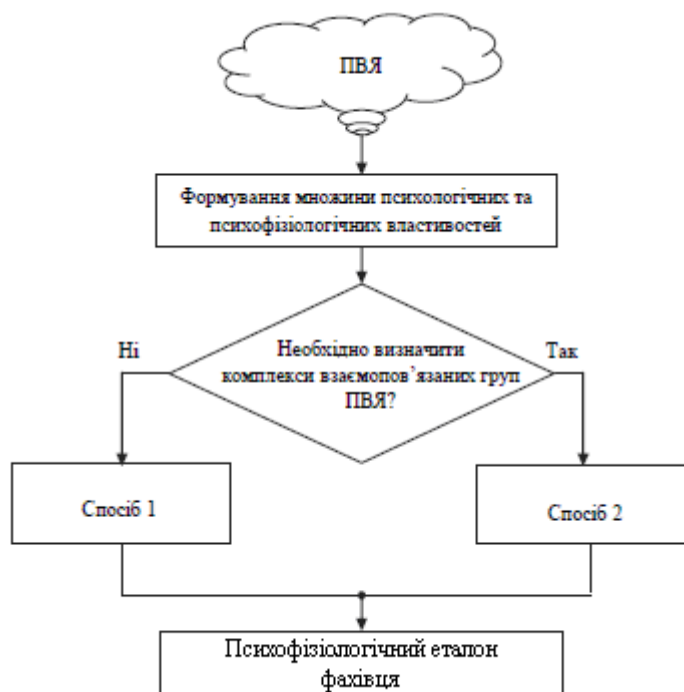 ПВЯ
Формування множини психологічних та
психофізіологічних властивостей
Ні
Необхідно визначити
комплекси взаємопов’язаних груп
ПВЯ?
Так
Спосіб 1
Спосіб 2
Психофізіологічний еталон
фахівця